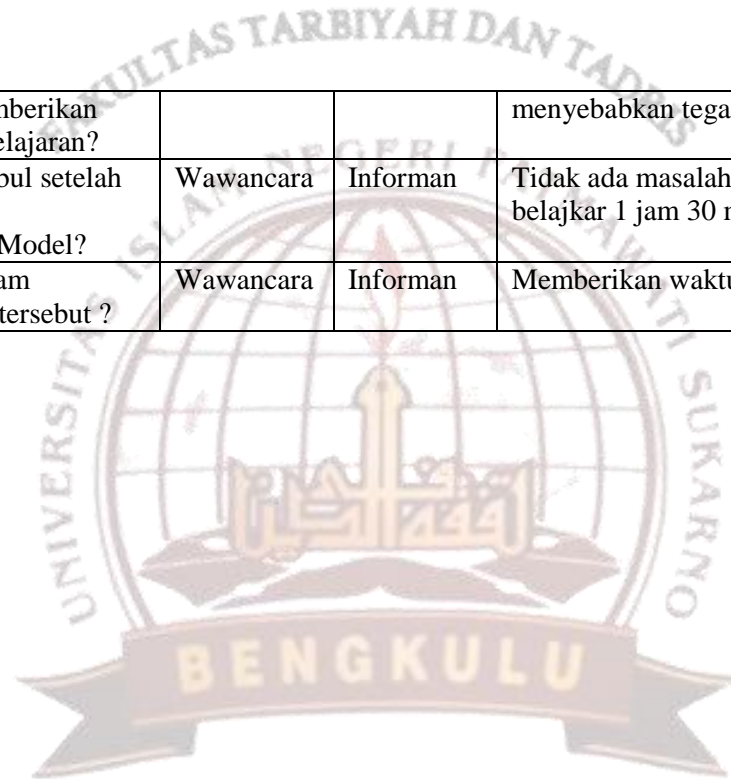 FAKULTAS TARBIYAH DAN TADRIS
mberikan menyebabkan tega
elajaran?
bul setelah Wawancara Informan Tidak ada masalah
belajkar 1 jam 30 m
Model?
am Wawancara Informan Memberikan waktu
tersebut ?
UNIVERSITAS ISLAM NEGERI FATMAWATI SUKARNO
BENGKULU